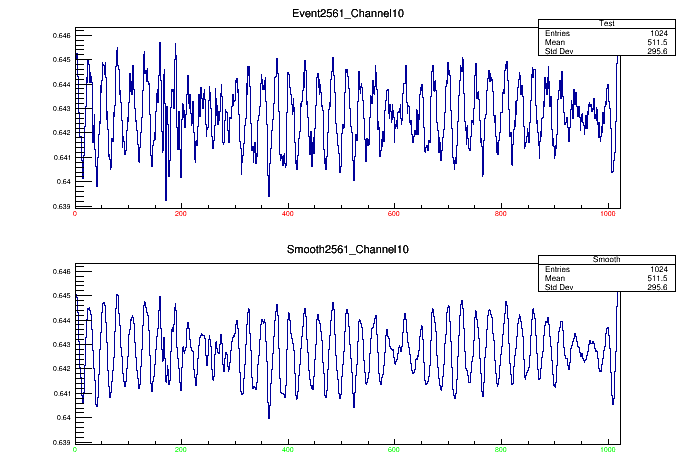 Event2561_Channel10
Test
Entries 1024
Mean 511.5
Std Dev 295.6
0.646
0.645
0.644
0.643
0.642
0.641
0.64
0.639
0 200 400 600 800 1000
Smooth2561_Channel10
Smooth
Entries 1024
Mean 511.5
Std Dev 295.6
0.646
0.645
0.644
0.643
0.642
0.641
0.64
0.639
0 200 400 600 800 1000